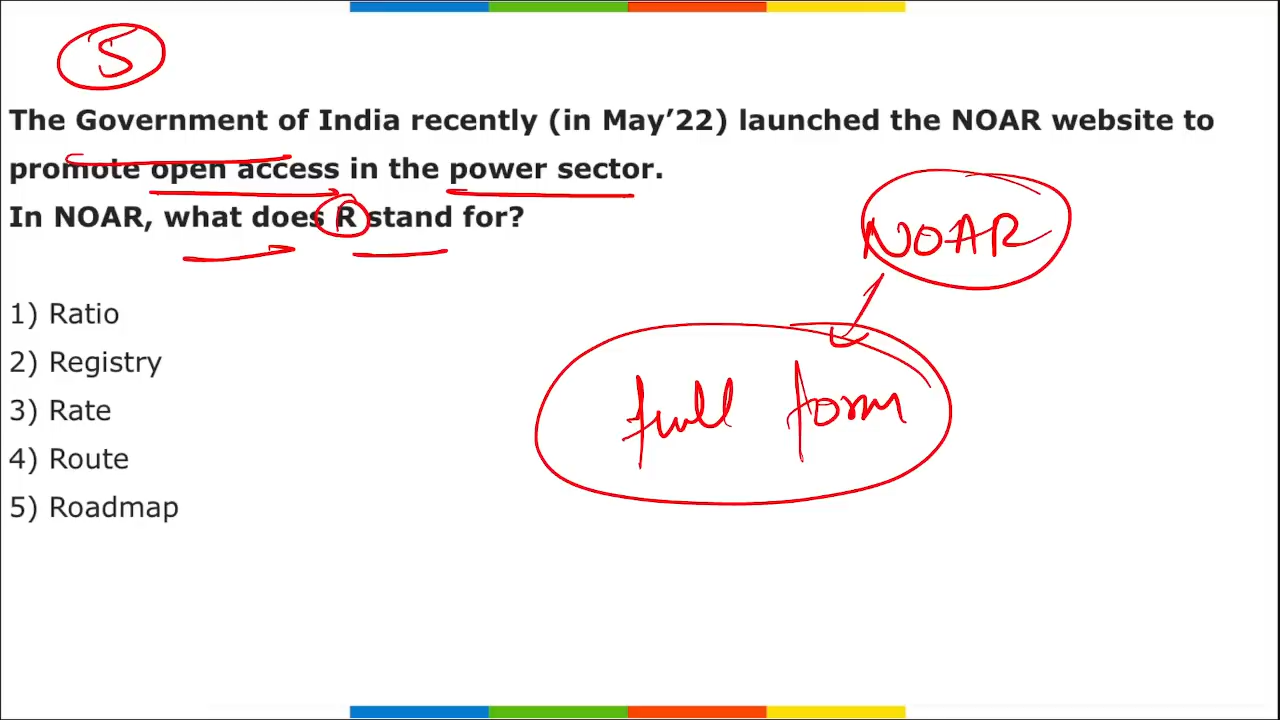 5
The Government of India recently (in May’22) launched the NOAR website to
promote open access in the power sector.
In NOAR, what does R stand for?
NOAR
1) Ratio
2) Registry
3) Rate
full form
4) Route
5) Roadmap